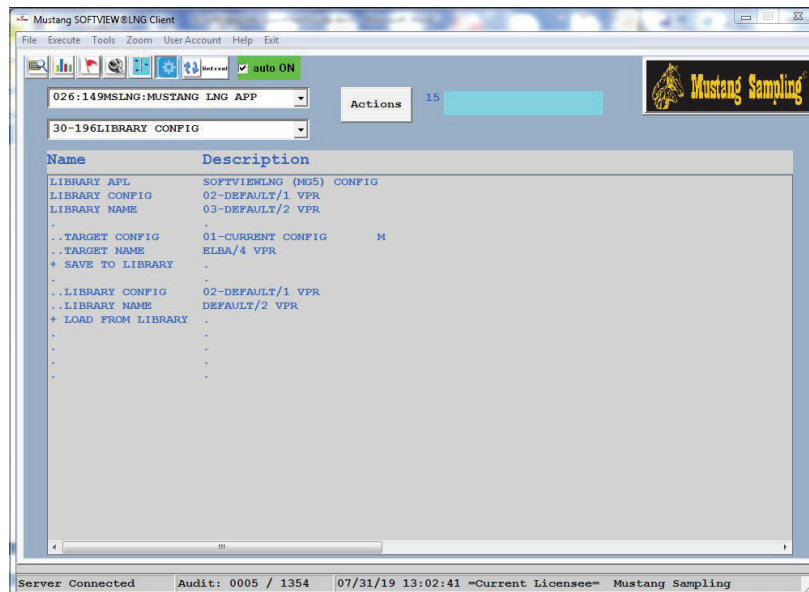 Mustang SOFTVIEW®LNG Client
File Execute Tools Zoom User Account Help Exit
Refresh auto ON
026:149MSLNG:MUSTANG LNG APP
Actions
15
Mustang Sampling
30-196LIBRARY CONFIG
Name Description
LIBRARY APL SOFTVIEWLNG (MG5) CONFIG
LIBRARY CONFIG 02-DEFAULT/1 VPR
LIBRARY NAME 03-DEFAULT/2 VPR
. .
..TARGET CONFIG 01-CURRENT CONFIG M
..TARGET NAME ELBA/4 VPR
+ SAVE TO LIBRARY .
. .
..LIBRARY CONFIG 02-DEFAULT/1 VPR
..LIBRARY NAME DEFAULT/2 VPR
+ LOAD FROM LIBRARY .
. .
. .
. .
. .
Server Connected Audit: 0005 / 1354 07/31/19 13:02:41 =Current Licensee= Mustang Sampling